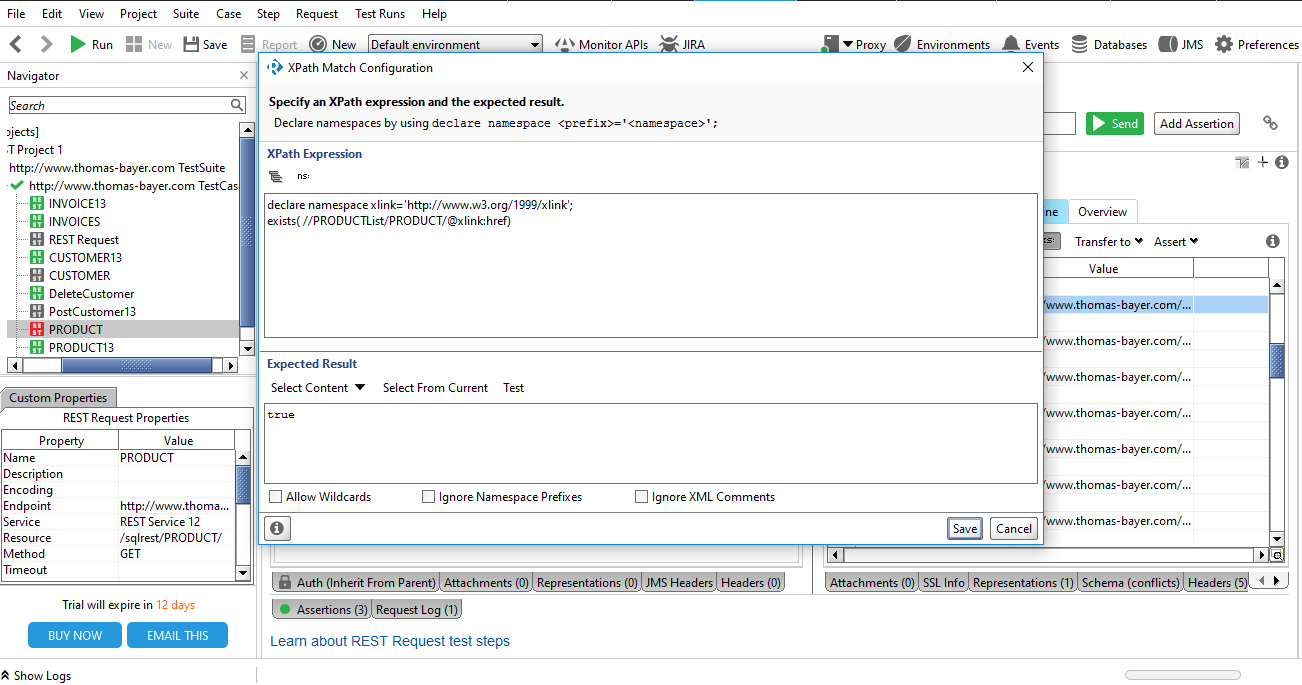 File Edit View Project Suite Case Step Request Test Runs Help
Run New Save Report New Default environment Monitor APIs JIRA Proxy Environments Events Databases JMS Preferences
Navigator
Search
ojects]
T Project 1
http://www.thomas-bayer.com TestSuite
http://www.thomas-bayer.com TestCas
INVOICE13
INVOICES
REST Request
CUSTOMER13
CUSTOMER
DeleteCustomer
PostCustomer13
PRODUCT
PRODUCT13
Custom Properties
REST Request Properties
Property Value
Name PRODUCT
Description
Encoding
Endpoint http://www.thoma...
Service REST Service 12
Resource /sqlrest/PRODUCT/
Method GET
Timeout
Trial will expire in 12 days
BUY NOW EMAIL THIS
Show Logs
XPath Match Configuration
Specify an XPath expression and the expected result.
Declare namespaces by using declare namespace <prefix>='<namespace>';
XPath Expression
ns:
declare namespace xlink='http://www.w3.org/1999/xlink';
exists( //PRODUCTList/PRODUCT/@xlink:href)
Expected Result
Select Content Select From Current Test
true
Allow Wildcards Ignore Namespace Prefixes Ignore XML Comments
Save Cancel
Send Add Assertion
ne Overview
Transfer to Assert
Value
/www.thomas-bayer.com/...
/www.thomas-bayer.com/...
/www.thomas-bayer.com/...
/www.thomas-bayer.com/...
/www.thomas-bayer.com/...
/www.thomas-bayer.com/...
/www.thomas-bayer.com/...
Auth (Inherit From Parent) Attachments (0) Representations (0) JMS Headers Headers (0)
Attachments (0) SSL Info Representations (1) Schema (conflicts) Headers (5)
Assertions (3) Request Log (1)
Learn about REST Request test steps